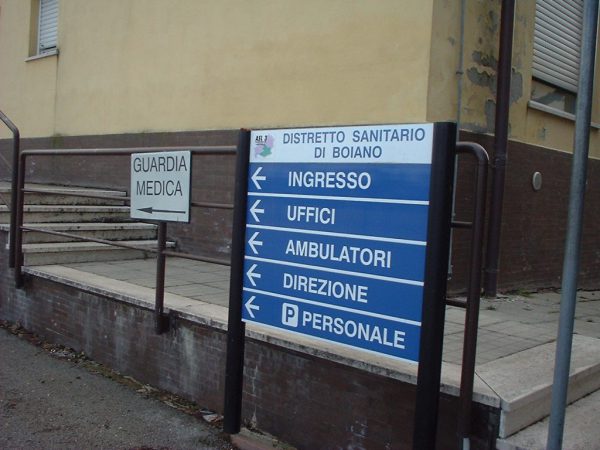 GUARDIA
MEDICA
DISTRETTO SANITARIO
DI BOIANO
INGRESSO
UFFICI
AMBULATORI
DIREZIONE
P PERSONALE